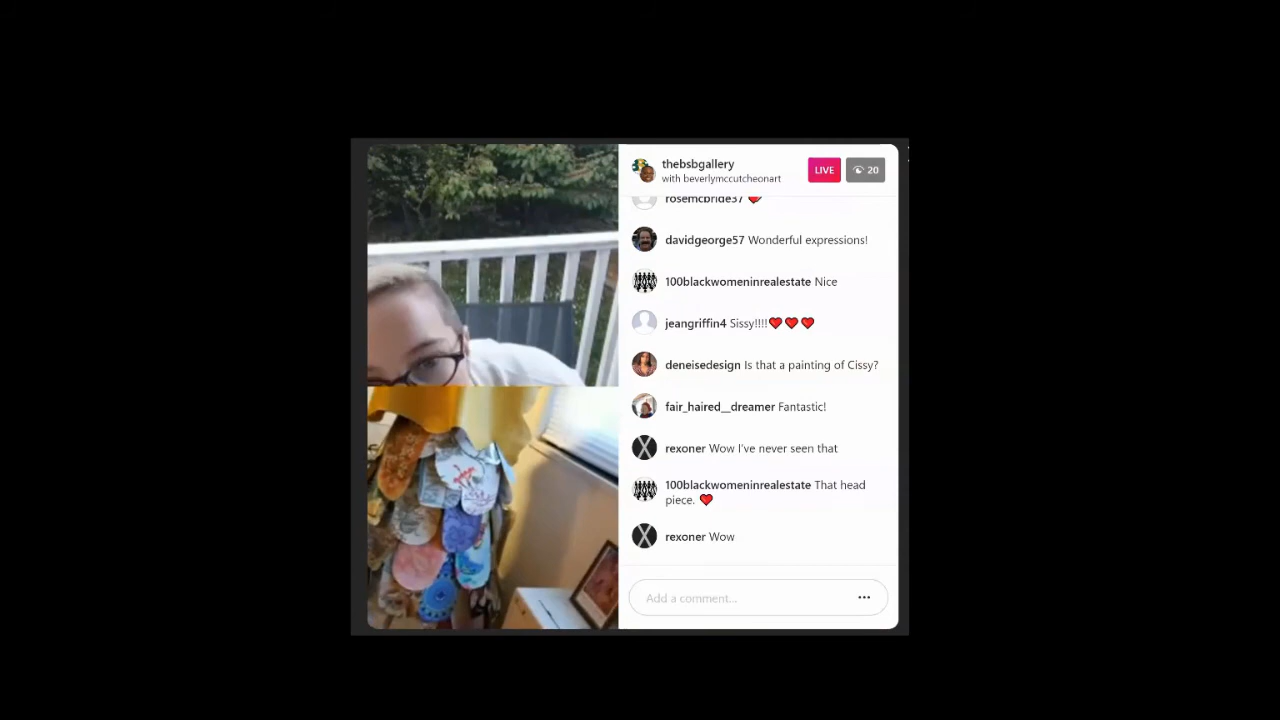 thebsbgallery
with beverlymccutcheonart
LIVE
20
rosemcbride37 ❤
davidgeorge57 Wonderful expressions!
100blackwomeninrealestate Nice
jeangriffin4 Sissy!!!!❤❤❤
deneisedesign Is that a painting of Cissy?
fair_haired__dreamer Fantastic!
rexoner Wow I've never seen that
100blackwomeninrealestate That head
piece. ❤
rexoner Wow
Add a comment...